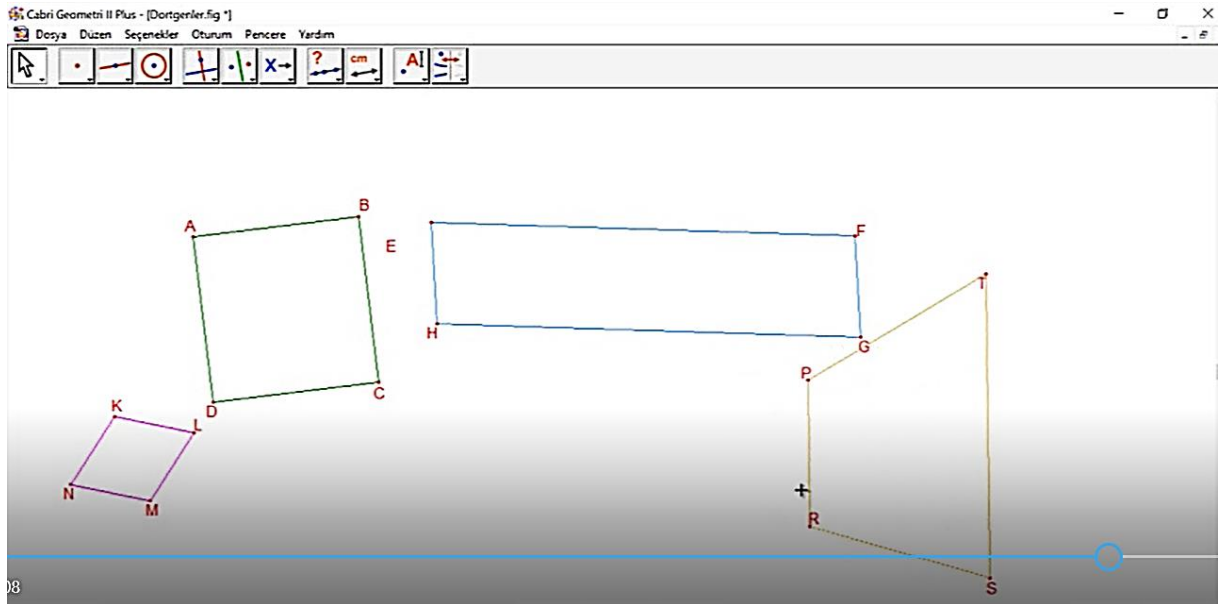 Cabri Geometri II Plus - [Dortgenler.fig *]
Dosya Düzen Seçenekler Oturum Pencere Yardım
? cm A
B
A
E
F
T
H
G
P
C
K
D
L
N
M
R
S
08